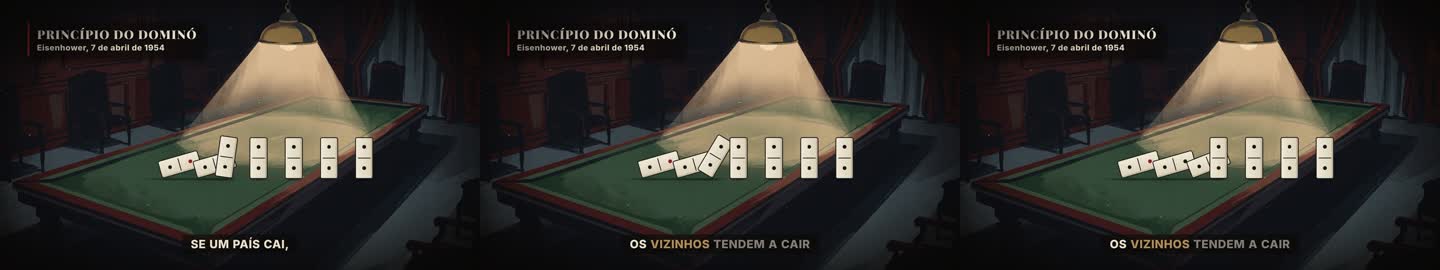 PRINCÍPIO DO DOMINÓ
Eisenhower, 7 de abril de 1954
SE UM PAÍS CAI,
PRINCÍPIO DO DOMINÓ
Eisenhower, 7 de abril de 1954
OS VIZINHOS TENDEM A CAIR
PRINCÍPIO DO DOMINÓ
Eisenhower, 7 de abril de 1954
OS VIZINHOS TENDEM A CAIR